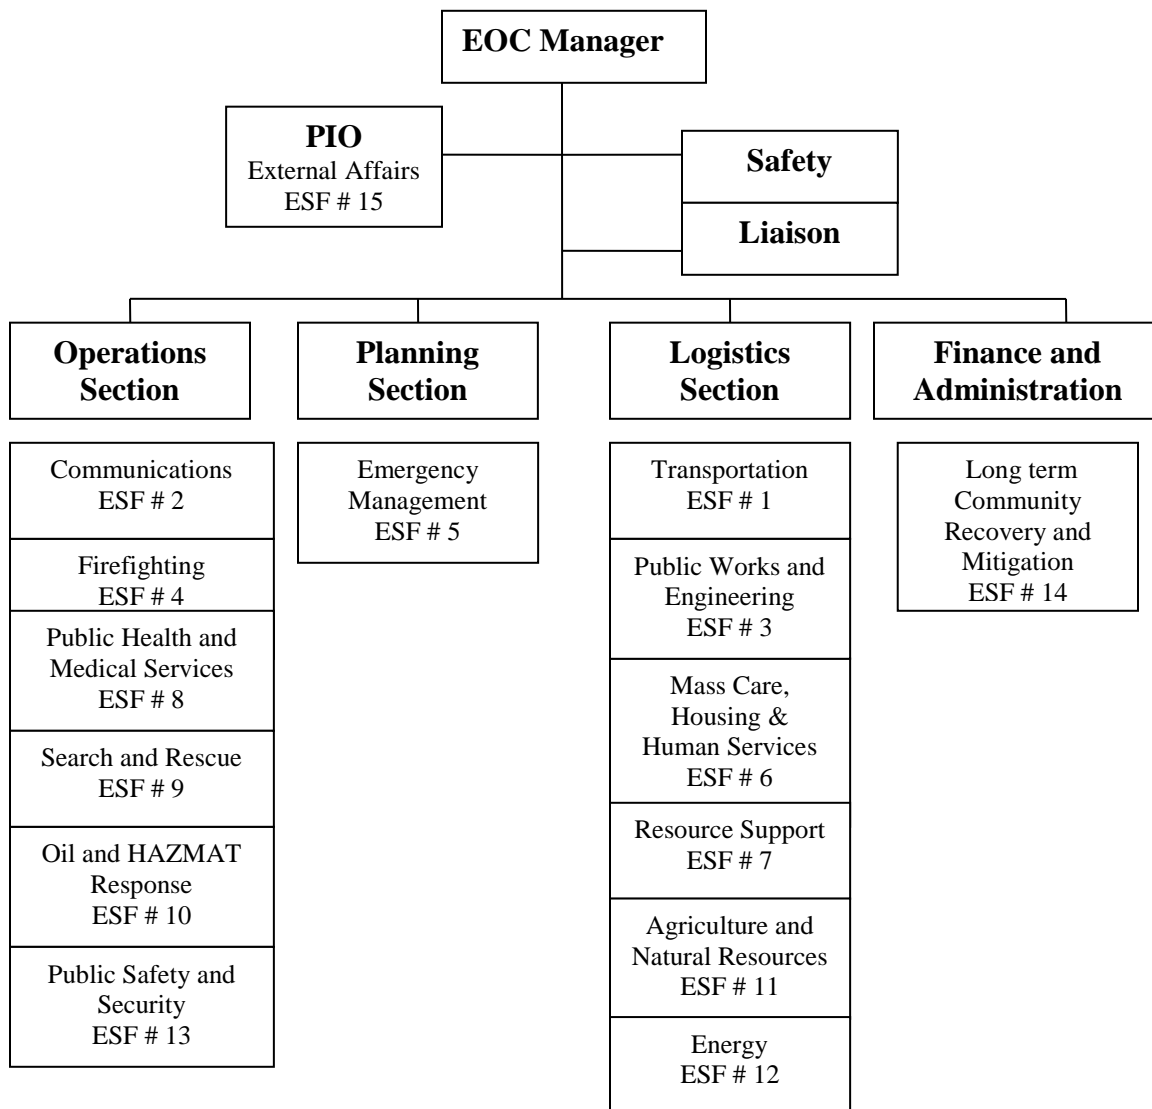 EOC Manager
PIO
External Affairs
ESF # 15
Safety
Liaison
Operations
Section
Planning
Section
Logistics
Section
Finance and
Administration
Communications
ESF # 2
Firefighting
ESF # 4
Public Health and
Medical Services
ESF # 8
Search and Rescue
ESF # 9
Oil and HAZMAT
Response
ESF # 10
Public Safety and
Security
ESF # 13
Emergency
Management
ESF # 5
Transportation
ESF # 1
Public Works and
Engineering
ESF # 3
Mass Care,
Housing &
Human Services
ESF # 6
Resource Support
ESF # 7
Agriculture and
Natural Resources
ESF # 11
Energy
ESF # 12
Long term
Community
Recovery and
Mitigation
ESF # 14